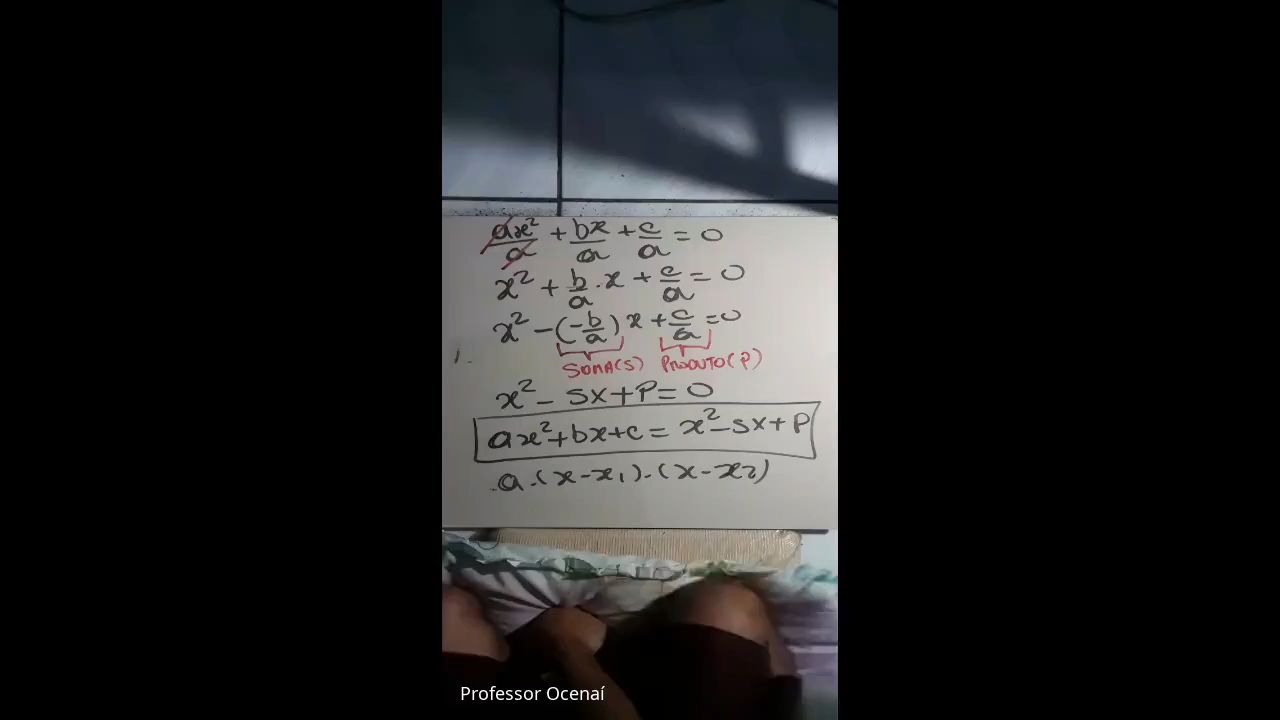 ax²/a + bx/a + c/a = 0
x² + b/a . x + c/a = 0
x² - (-b/a) x + c/a = 0
SOMA(S) PRODUTO(P)
1.
x² - Sx + P = 0
ax² + bx + c = x² - Sx + P
a . (x - x₁) . (x - x₂)
Professor Ocenaí